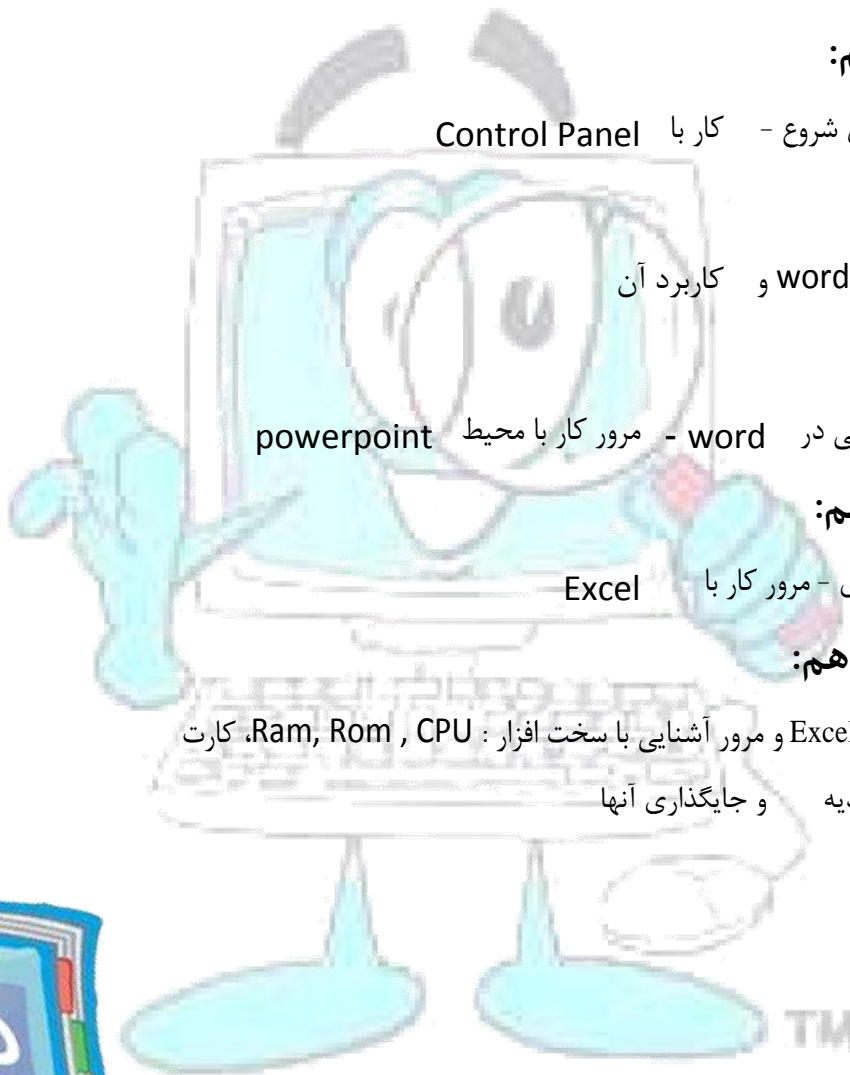 شروع - کار با Control Panel
word و کاربرد آن
در word - مرور کار با محیط powerpoint
- مرور کار با Excel
هم:
Excel و مرور آشنایی با سخت افزار : Ram, Rom , CPU، کارت
و جایگذاری آنها
TM